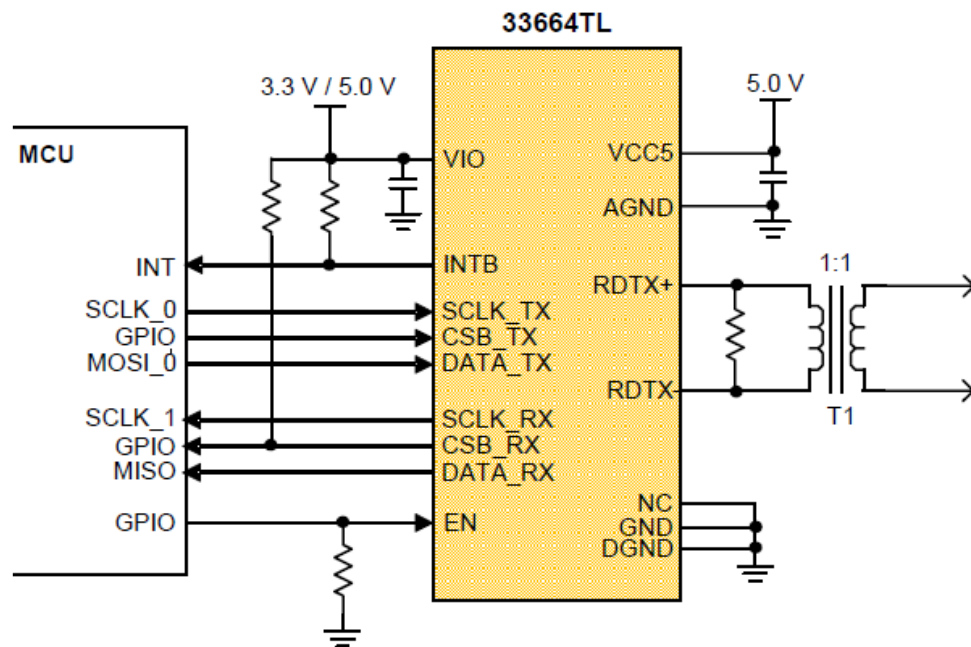 33664TL
3.3 V / 5.0 V
5.0 V
MCU
VIO
VCC5
AGND
INT
INTB
RDTX+
1:1
SCLK_0
SCLK_TX
GPIO
CSB_TX
MOSI_0
DATA_TX
RDTX-
T1
SCLK_1
SCLK_RX
GPIO
CSB_RX
MISO
DATA_RX
NC
GPIO
EN
GND
DGND